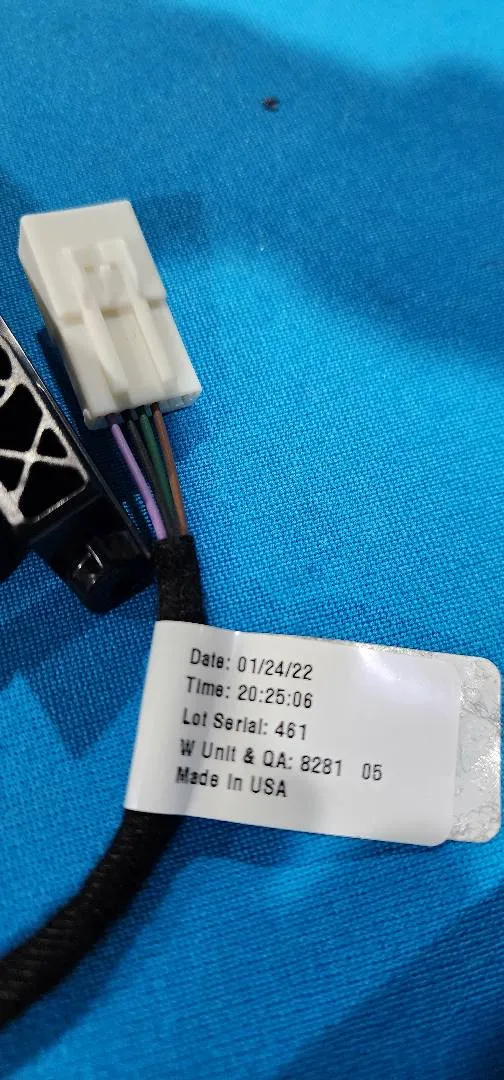 Date: 01/24/22
Time: 20:25:06
Lot Serial: 461
W Unit & QA: 8281 05
Made In USA